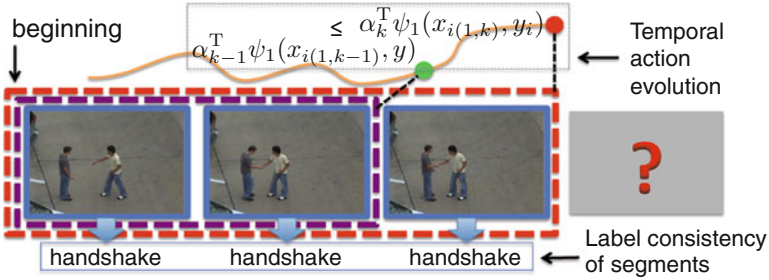 beginning
≤ α_k^T ψ_1(x_{i(1,k)}, y_i)
α_{k-1}^T ψ_1(x_{i(1,k-1)}, y)
Temporal
action
evolution
?
handshake handshake handshake
Label consistency
of segments